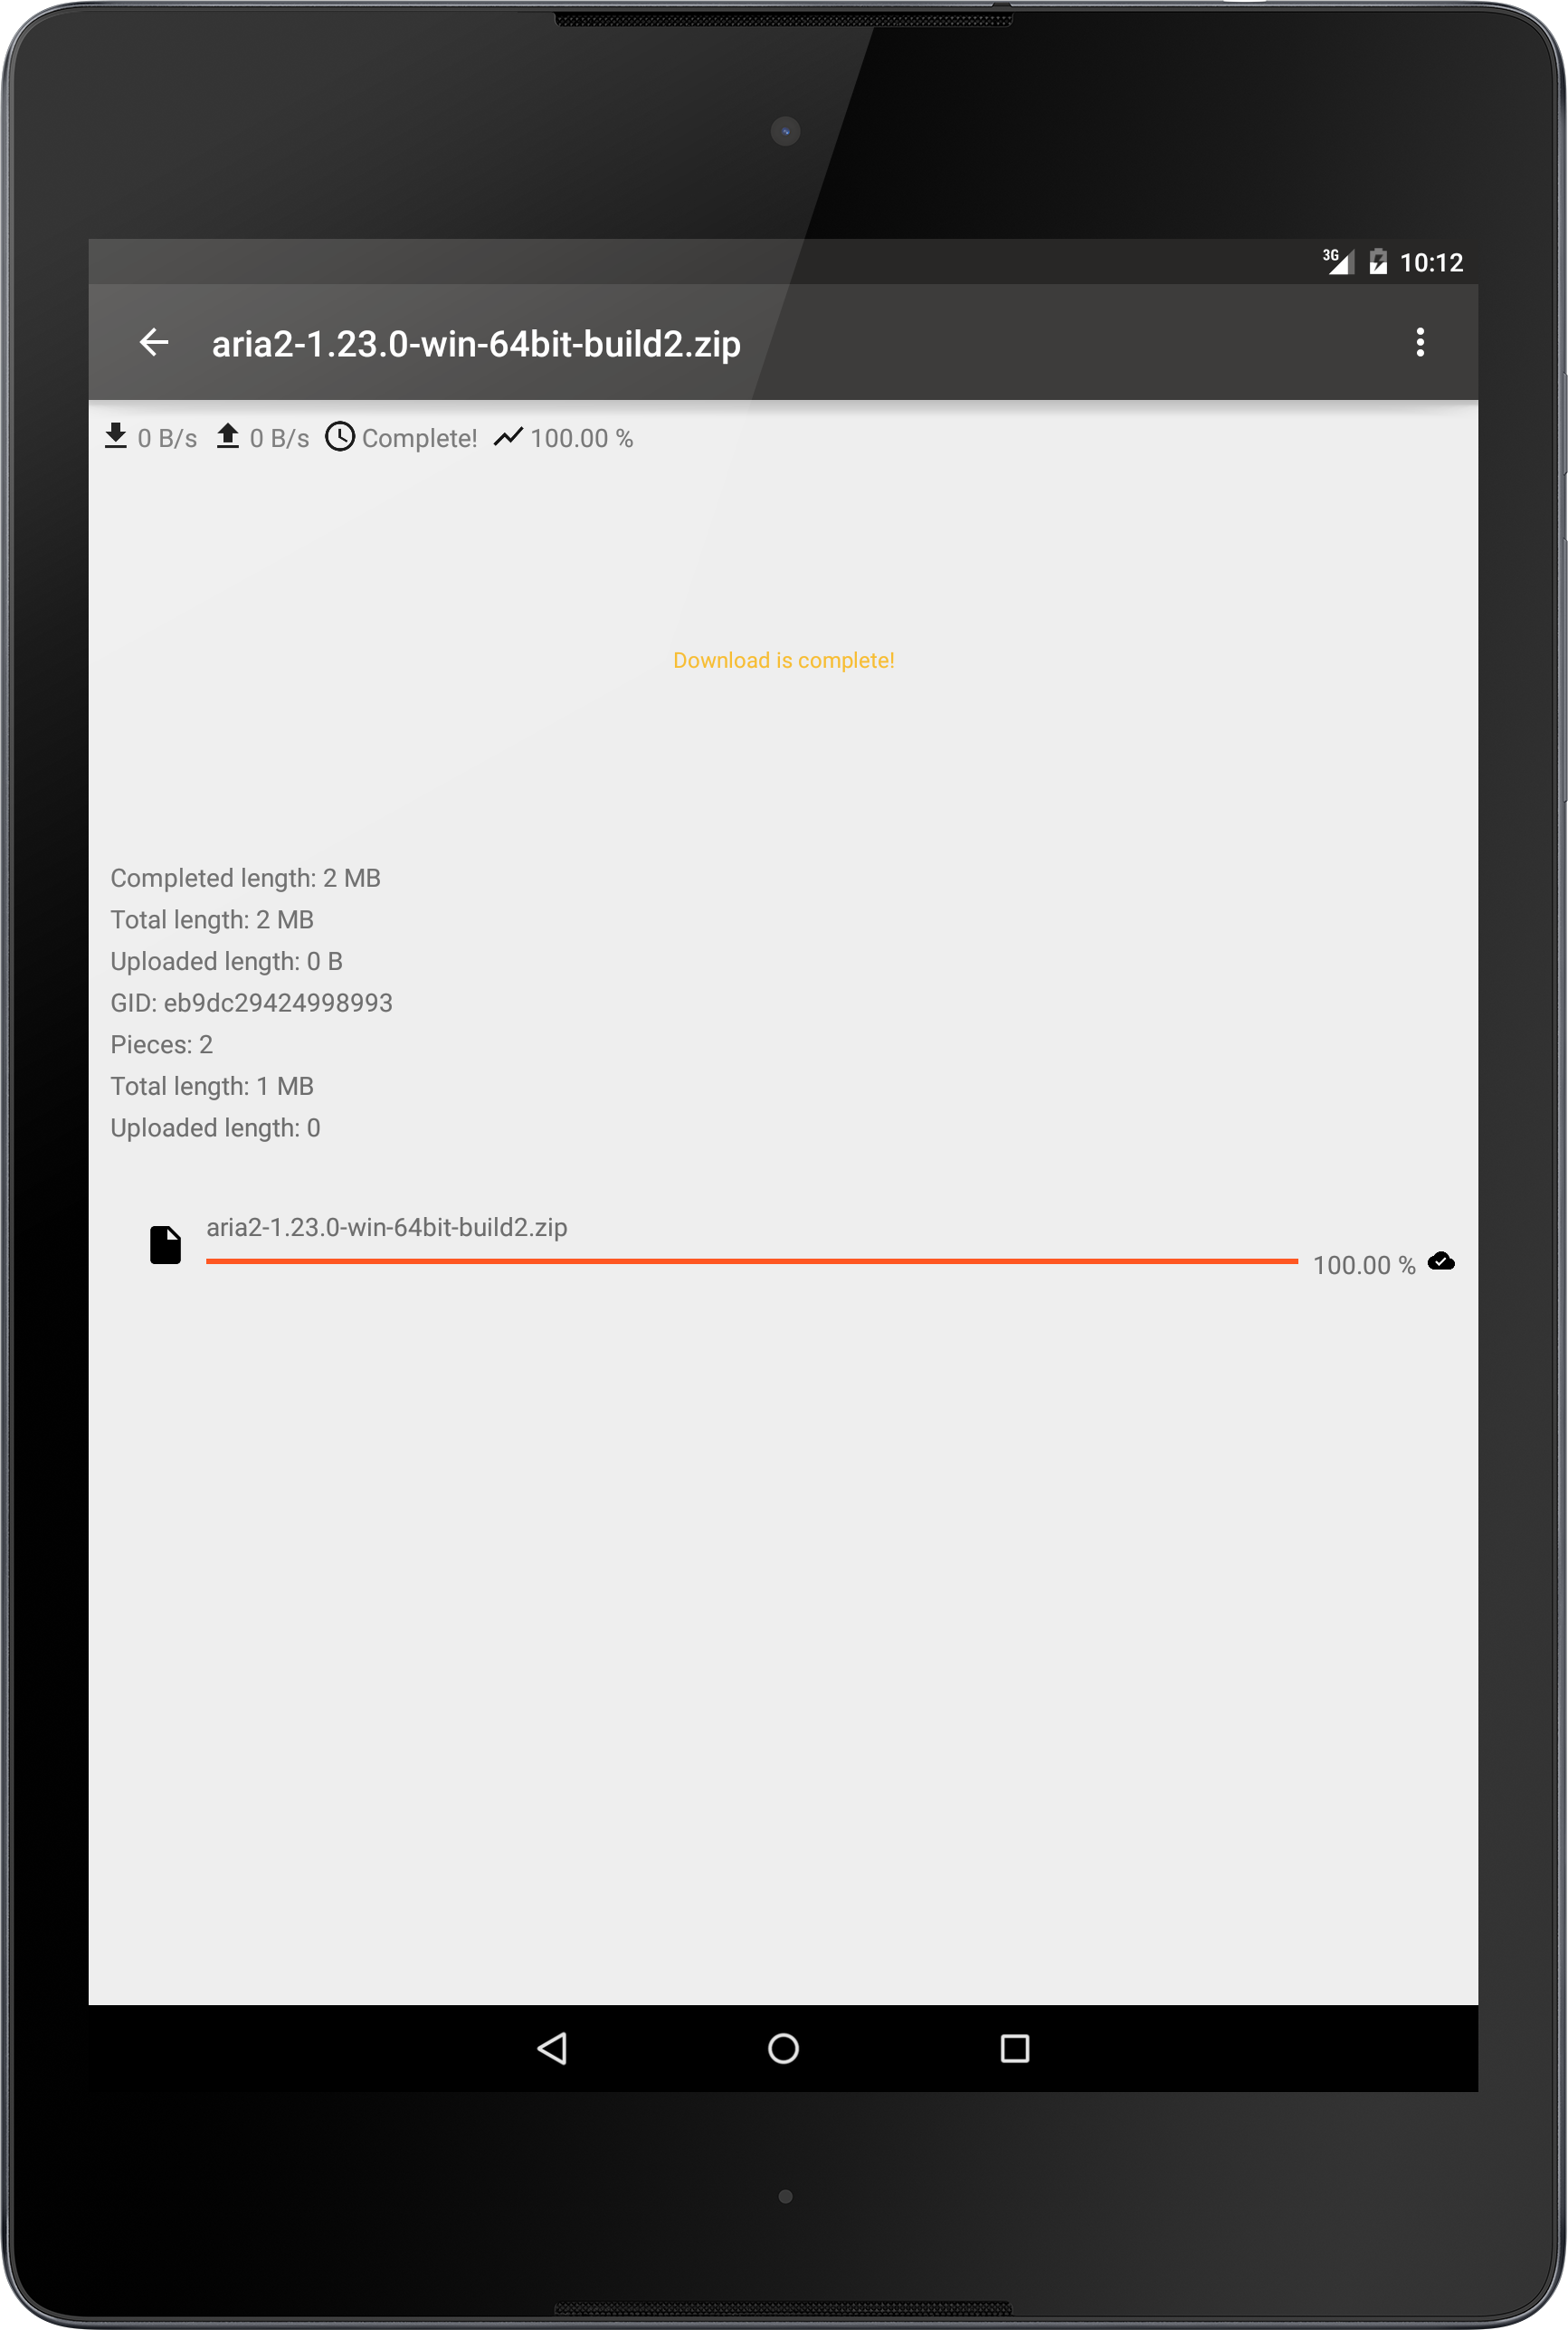 3G 10:12
aria2-1.23.0-win-64bit-build2.zip
0 B/s 0 B/s Complete! 100.00 %
Download is complete!
Completed length: 2 MB
Total length: 2 MB
Uploaded length: 0 B
GID: eb9dc29424998993
Pieces: 2
Total length: 1 MB
Uploaded length: 0
aria2-1.23.0-win-64bit-build2.zip
100.00 %